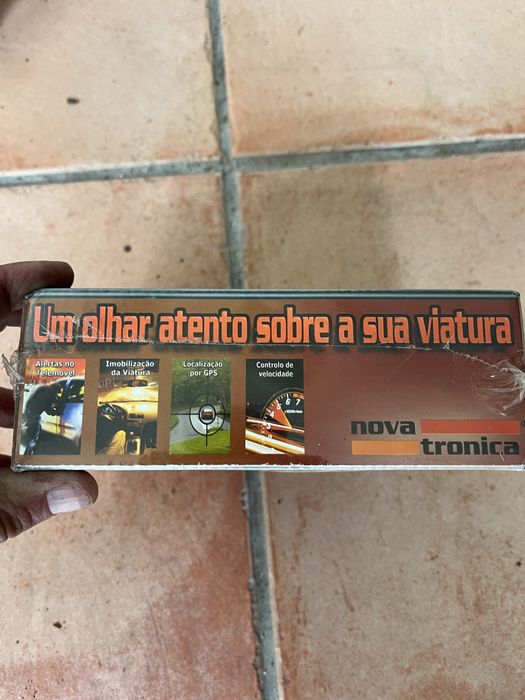 Um olhar atento sobre a sua viatura
Alertas no
Telemóvel
Imobilização
da Viatura
Localização
por GPS
Controlo de
velocidade
nova
tronica